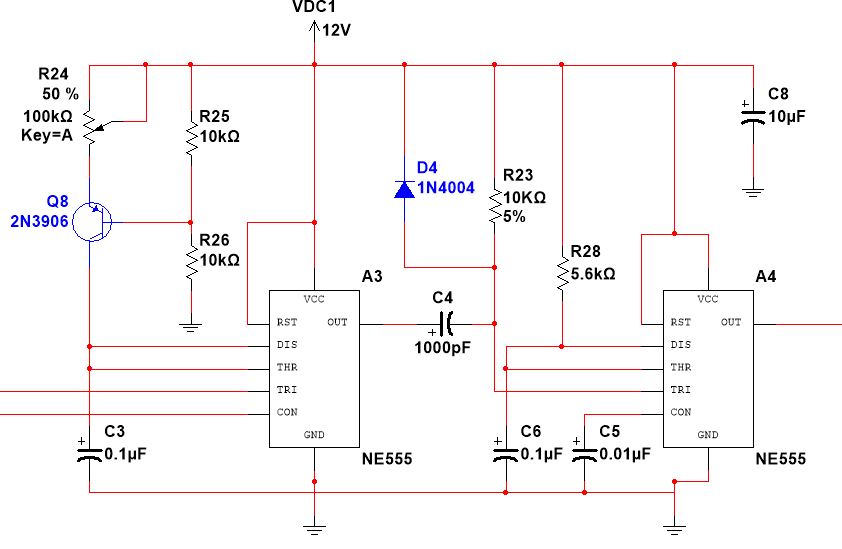 VDC1
12V
R24
50 %
100kΩ
Key=A
R25
10kΩ
C8
+
10µF
D4
1N4004
R23
10KΩ
5%
Q8
2N3906
R26
10kΩ
R28
5.6kΩ
A3
VCC
RST
OUT
DIS
THR
TRI
CON
GND
NE555
C4
+
1000pF
A4
VCC
RST
OUT
DIS
THR
TRI
CON
GND
NE555
C3
+
0.1µF
C6
+
0.1µF
C5
+
0.01µF